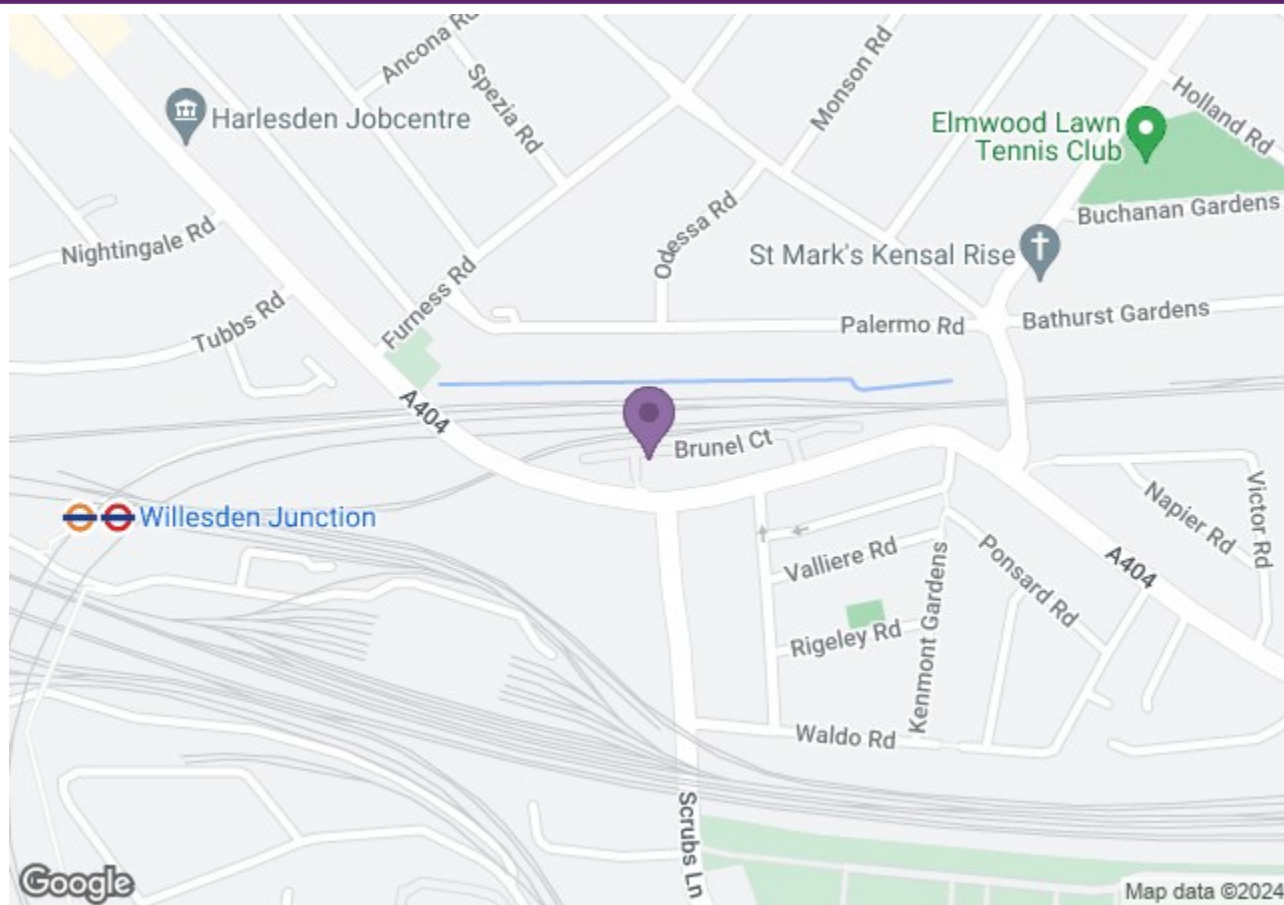 Ancona Rd
Spezia Rd
Monson Rd
Holland Rd
Harlesden Jobcentre
Elmwood Lawn
Tennis Club
Buchanan Gardens
Nightingale Rd
Odessa Rd
St Mark's Kensal Rise
Furness Rd
Tubbs Rd
Palermo Rd
Bathurst Gardens
A404
Brunel Ct
Willesden Junction
Victor Rd
Napier Rd
Valliere Rd
Ponsard Rd
A404
Rigeley Rd
Kenmont Gardens
Waldo Rd
Scrubs Ln
Google
Map data ©2024